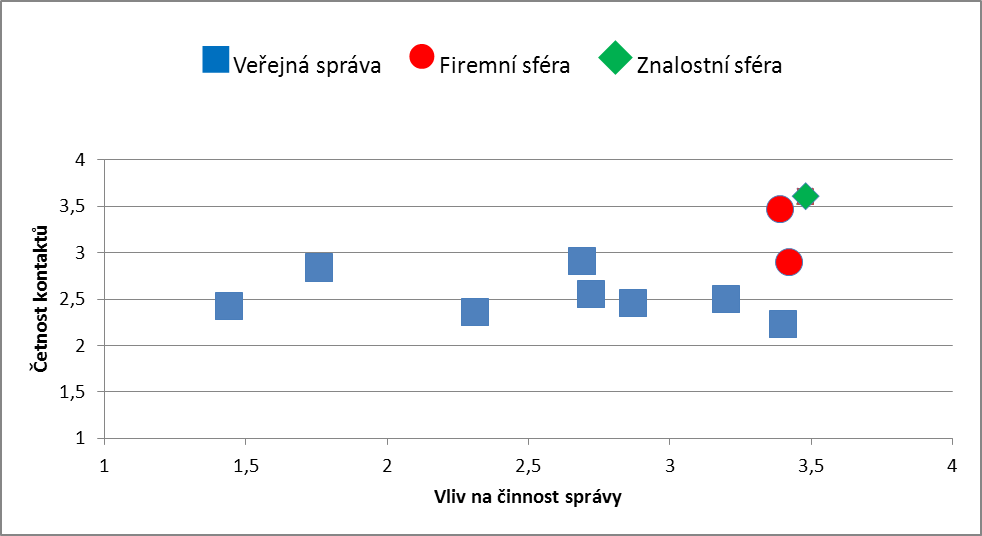 Veřejná správa Firemní sféra Znalostní sféra
4
3,5
3
2,5
2
1,5
1
Četnost kontaktů
1 1,5 2 2,5 3 3,5 4
Vliv na činnost správy